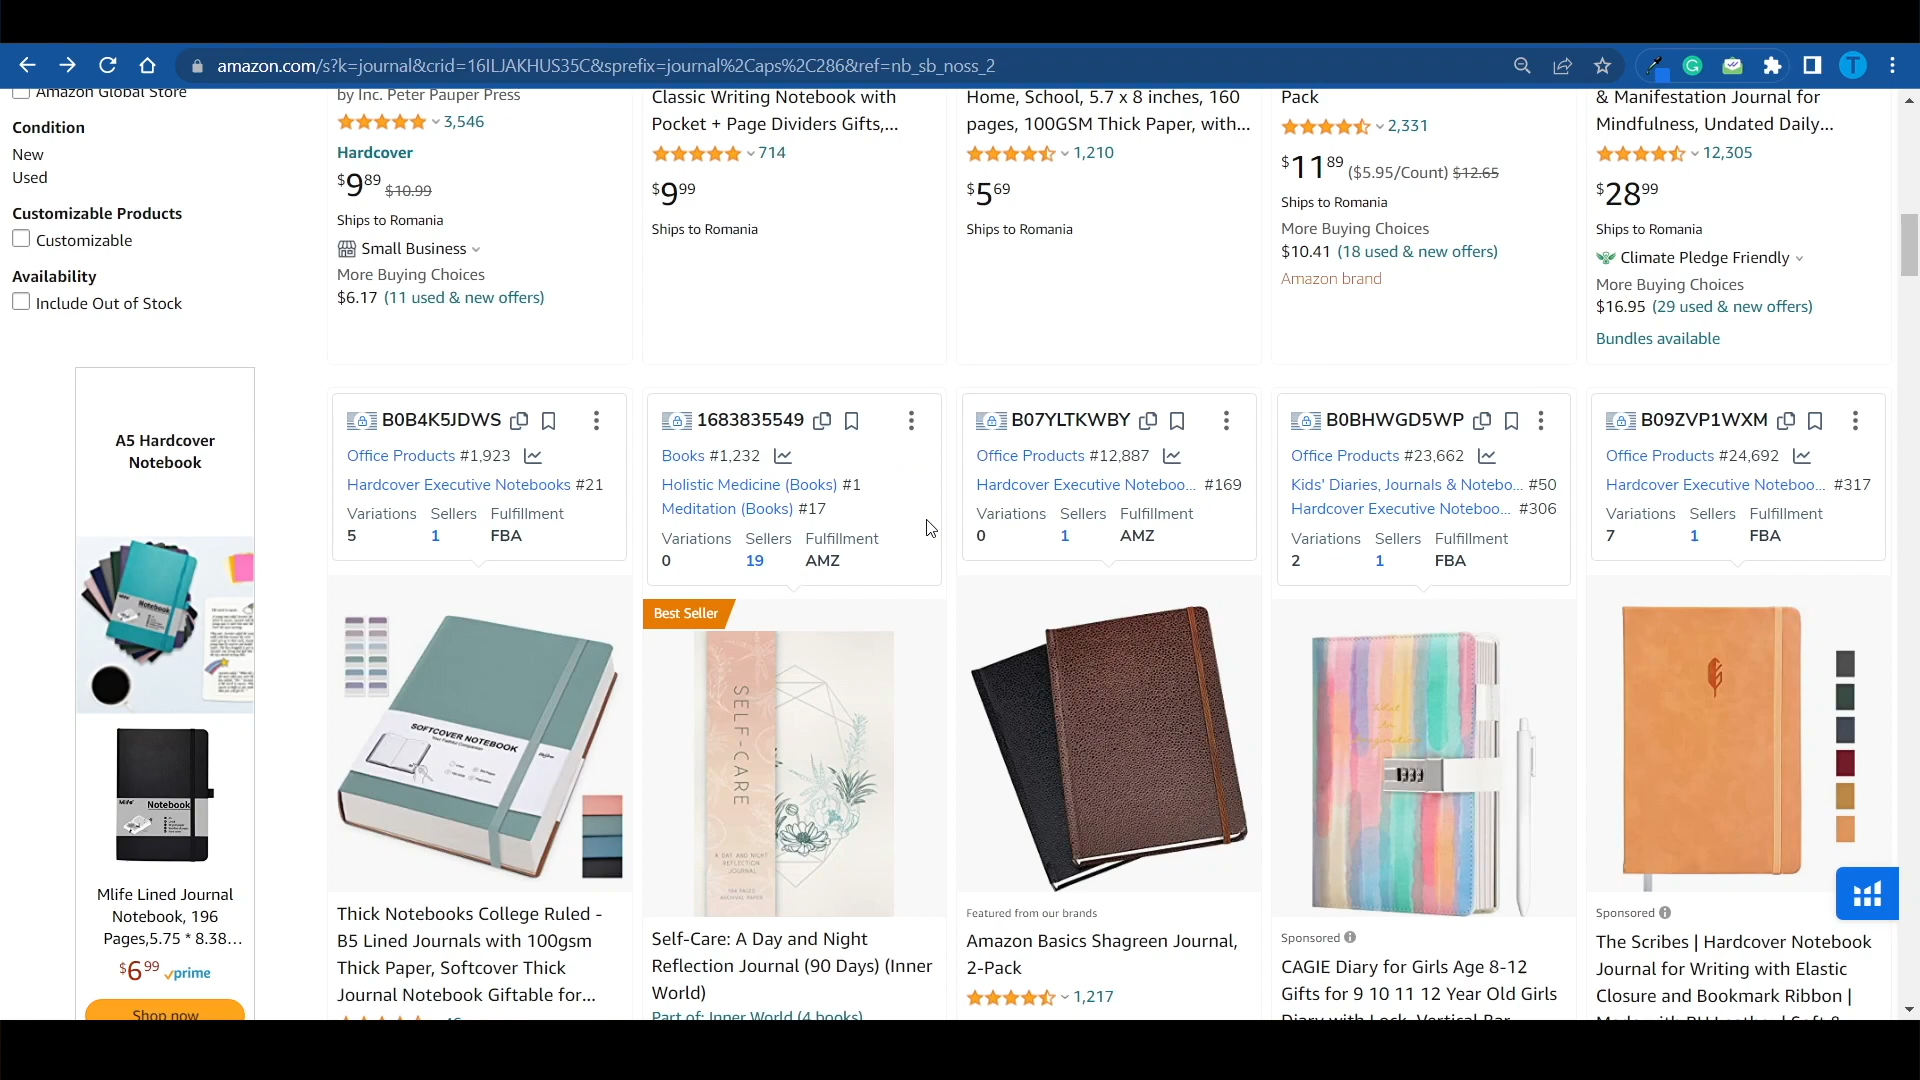 amazon.com/s?k=journal&crid=16ILJAKHUS35C&sprefix=journal%2Caps%2C286&ref=nb_sb_noss_2
T
Amazon Global Store
Condition
New
Used
Customizable Products
Customizable
Availability
Include Out of Stock
A5 Hardcover
Notebook
Notebook
Mlife
Notebook
Mlife Lined Journal
Notebook, 196
Pages,5.75 * 8.38...
$6.99 prime
Shop now
by Inc. Peter Pauper Press
3,546
Hardcover
$9.89 $10.99
Ships to Romania
Small Business
More Buying Choices
$6.17 (11 used & new offers)
Classic Writing Notebook with
Pocket + Page Dividers Gifts,...
714
$9.99
Ships to Romania
Home, School, 5.7 x 8 inches, 160
pages, 100GSM Thick Paper, with...
1,210
$5.69
Ships to Romania
Pack
2,331
$11.89 ($5.95/Count) $12.65
Ships to Romania
More Buying Choices
$10.41 (18 used & new offers)
Amazon brand
& Manifestation Journal for
Mindfulness, Undated Daily...
12,305
$28.99
Ships to Romania
Climate Pledge Friendly
More Buying Choices
$16.95 (29 used & new offers)
Bundles available
B0B4K5JDWS
Office Products #1,923
Hardcover Executive Notebooks #21
Variations Sellers Fulfillment
5 1 FBA
SOFTCOVER NOTEBOOK
Thick Notebooks College Ruled -
B5 Lined Journals with 100gsm
Thick Paper, Softcover Thick
Journal Notebook Giftable for...
1683835549
Books #1,232
Holistic Medicine (Books) #1
Meditation (Books) #17
Variations Sellers Fulfillment
0 19 AMZ
Best Seller
SELF-CARE
A DAY AND NIGHT
REFLECTION
JOURNAL
Self-Care: A Day and Night
Reflection Journal (90 Days) (Inner
World)
Part of: Inner World (4 books)
B07YLTKWBY
Office Products #12,887
Hardcover Executive Noteboo... #169
Variations Sellers Fulfillment
0 1 AMZ
Featured from our brands
Amazon Basics Shagreen Journal,
2-Pack
1,217
B0BHWGD5WP
Office Products #23,662
Kids' Diaries, Journals & Notebo... #50
Hardcover Executive Noteboo... #306
Variations Sellers Fulfillment
2 1 FBA
Sponsored
CAGIE Diary for Girls Age 8-12
Gifts for 9 10 11 12 Year Old Girls
Diary with Lock, Vertical Bar
B09ZVP1WXM
Office Products #24,692
Hardcover Executive Noteboo... #317
Variations Sellers Fulfillment
7 1 FBA
Sponsored
The Scribes | Hardcover Notebook
Journal for Writing with Elastic
Closure and Bookmark Ribbon |